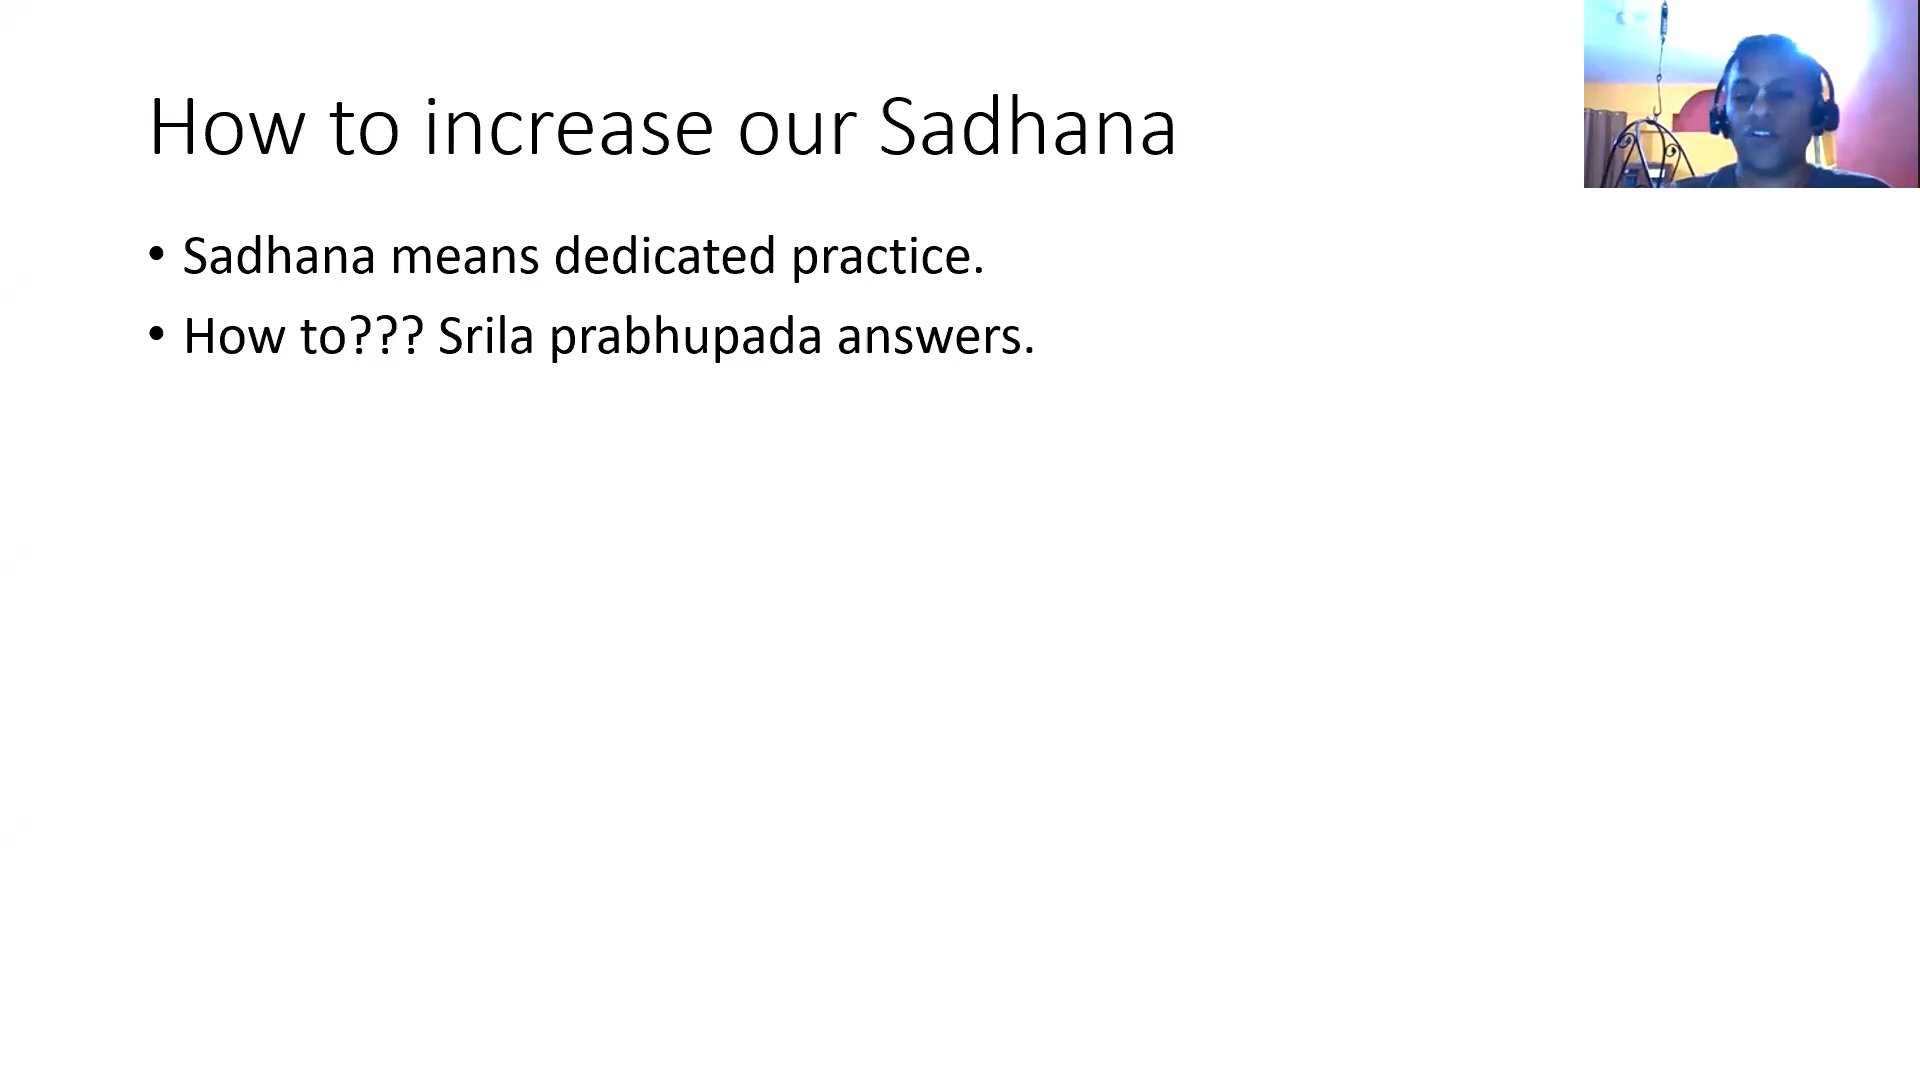 How to increase our Sadhana
• Sadhana means dedicated practice.
• How to??? Srila prabhupada answers.